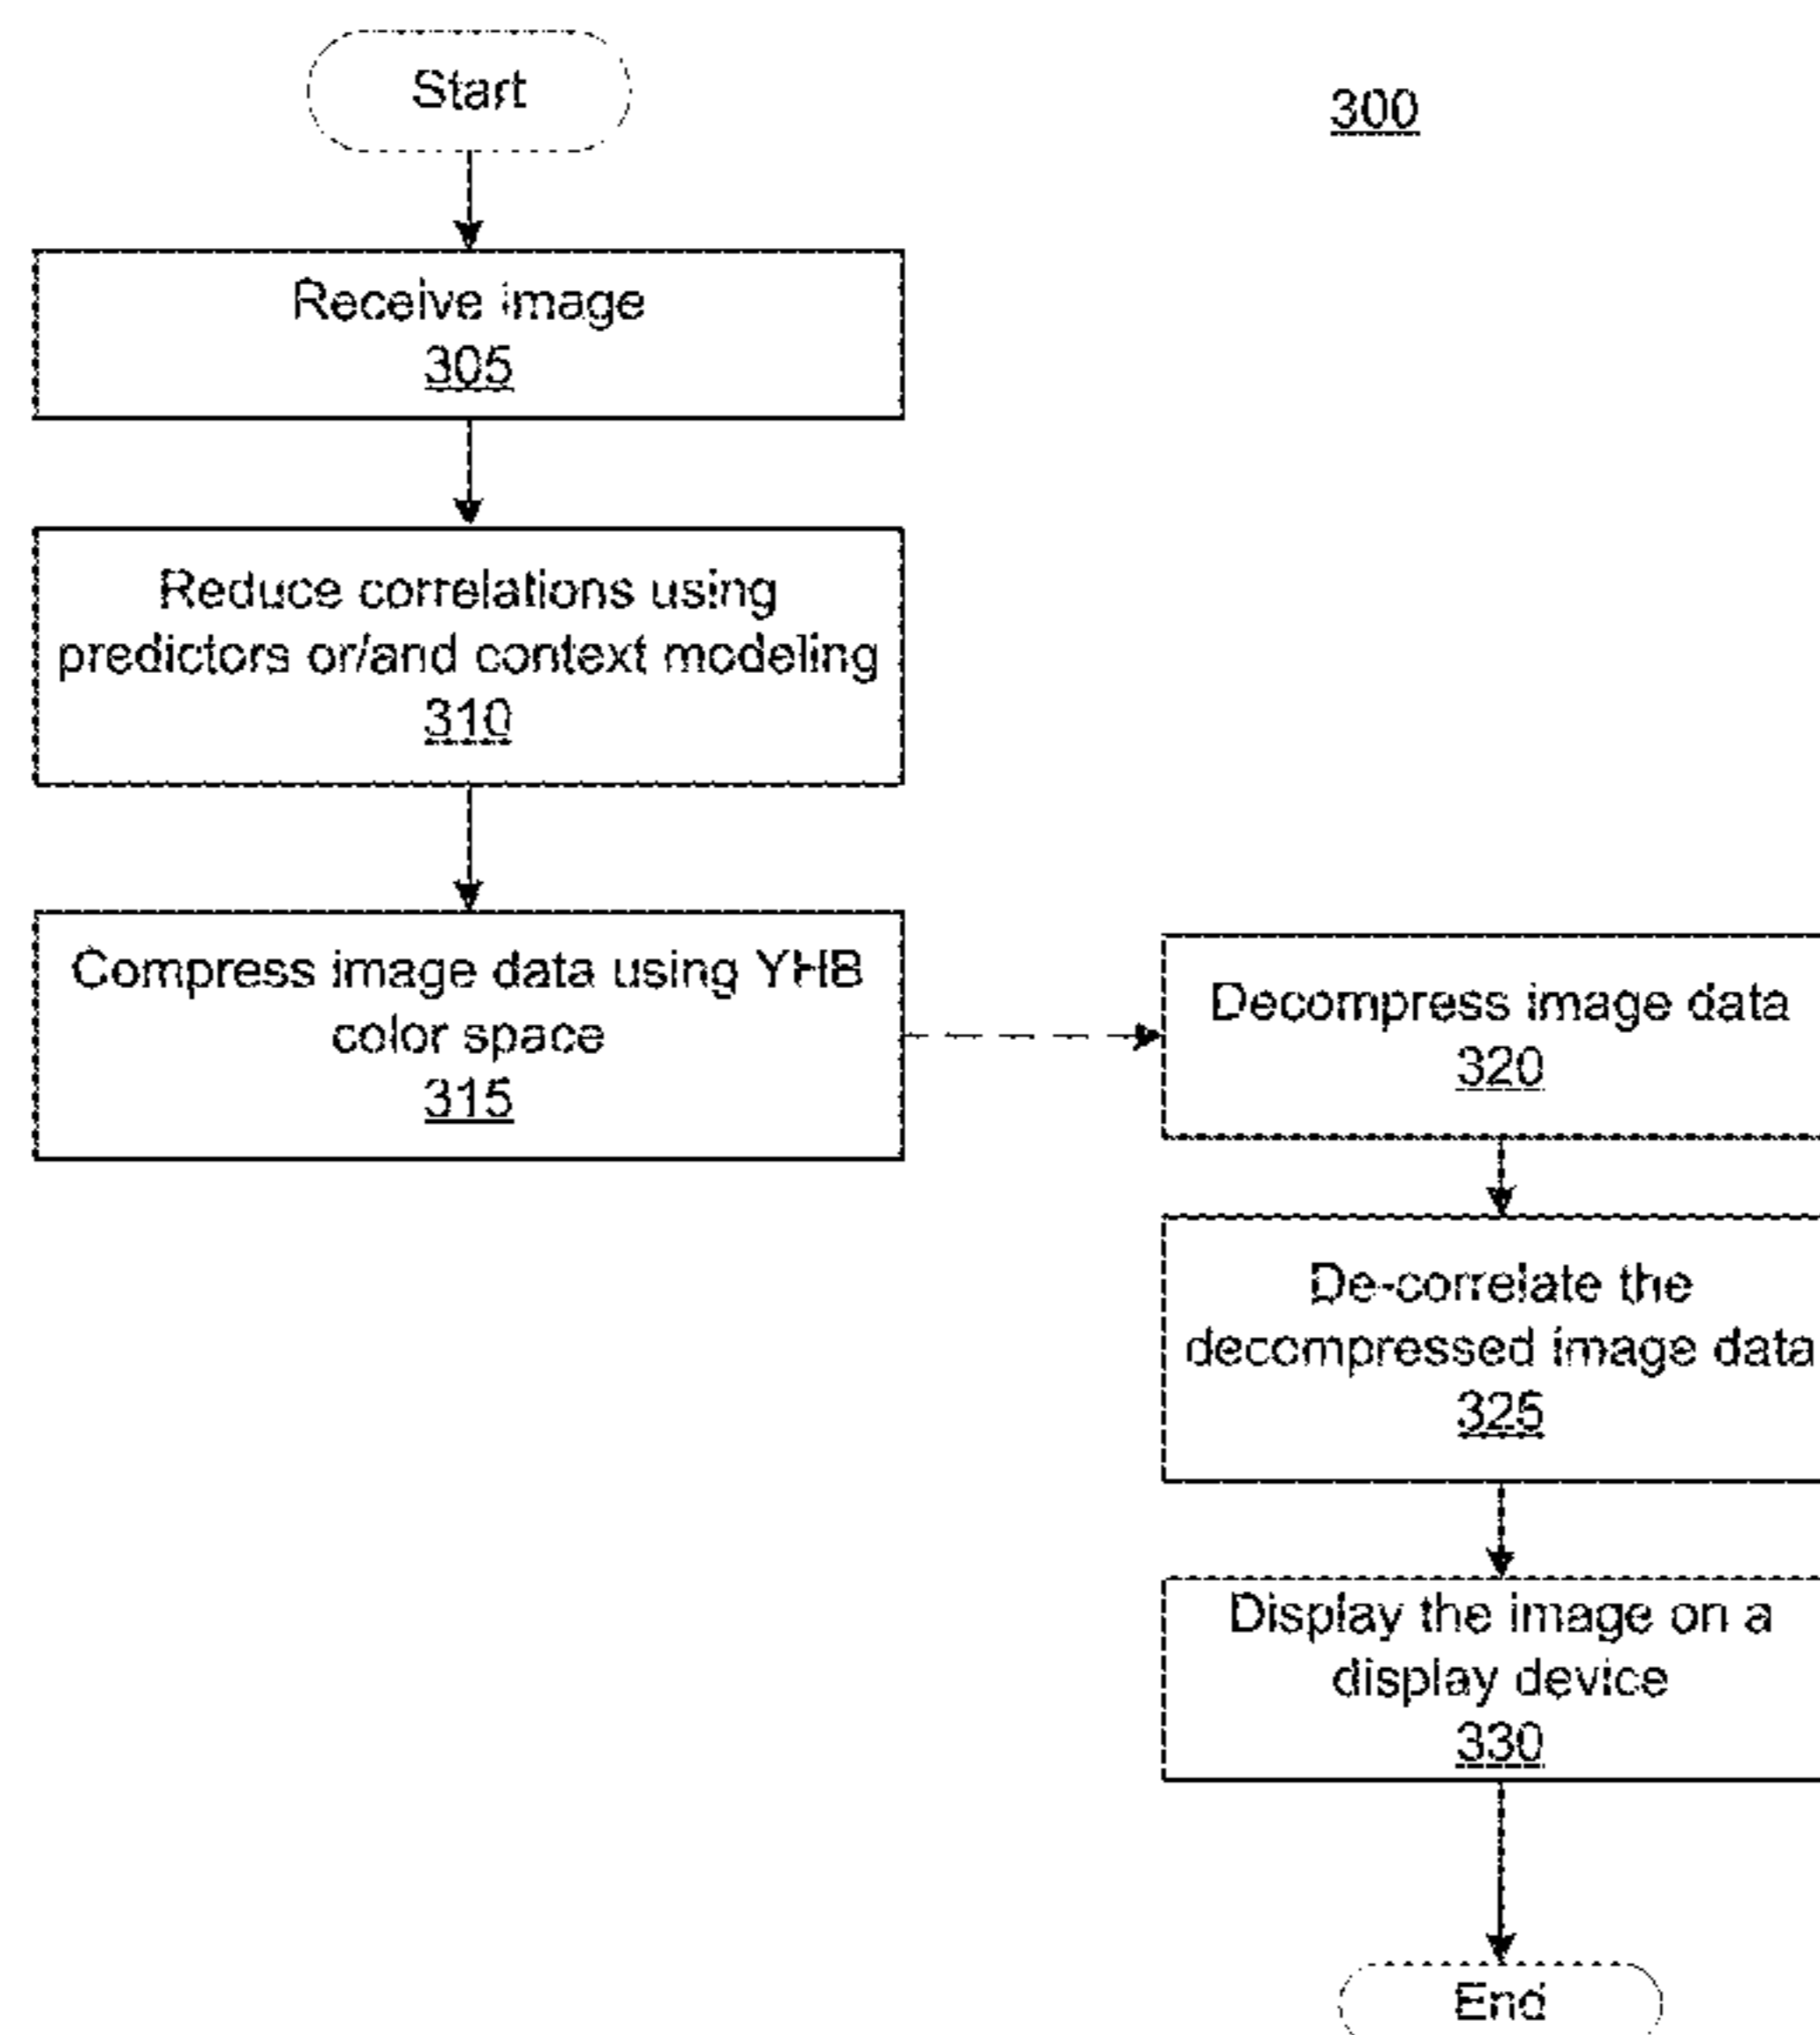 Start
300
Receive image
305
Reduce correlations using
predictors or/and context modeling
310
Compress image data using YHB
color space
315
Decompress image data
320
De-correlate the
decompressed image data
325
Display the image on a
display device
330
End